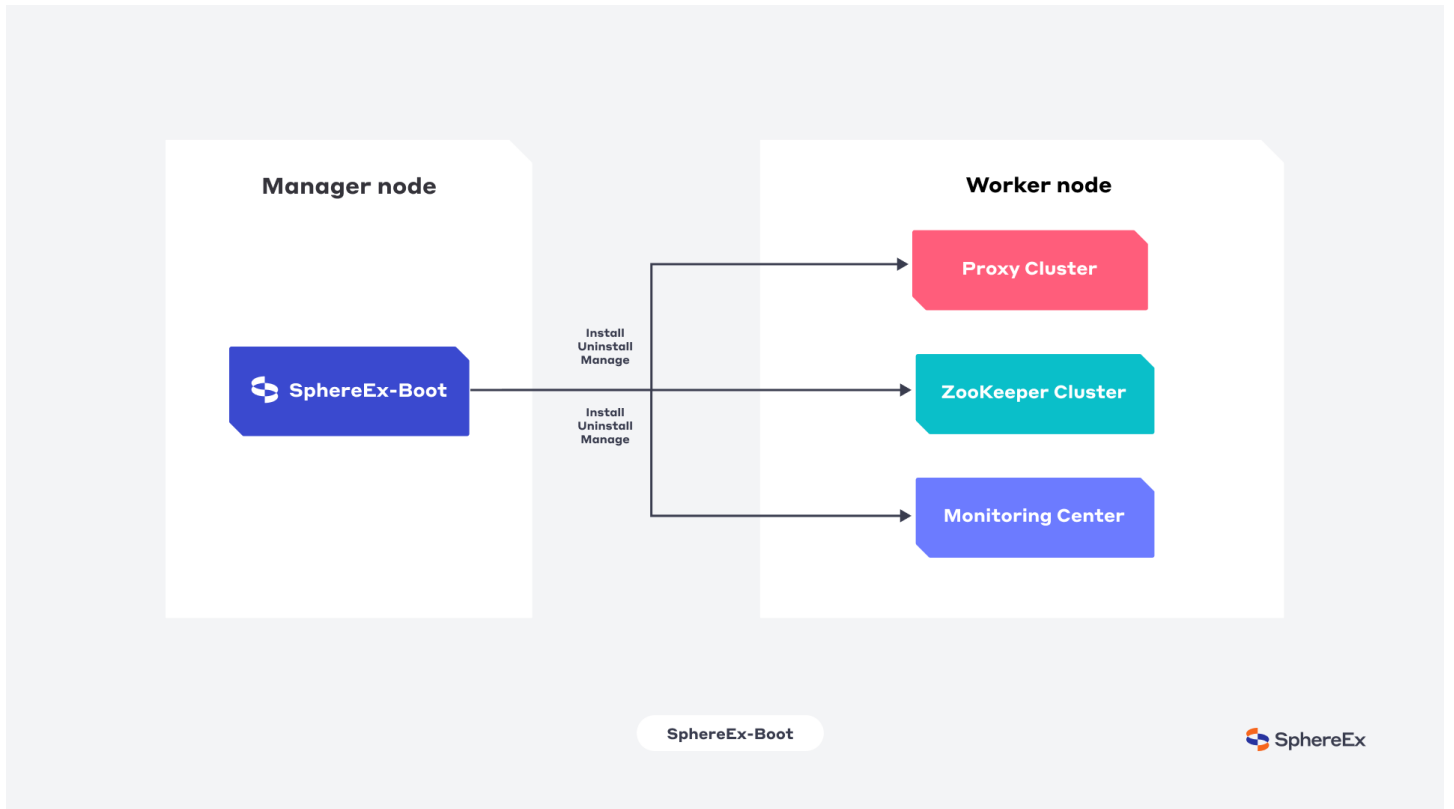 Manager node
SphereEx-Boot
Install
Uninstall
Manage
Install
Uninstall
Manage
Worker node
Proxy Cluster
ZooKeeper Cluster
Monitoring Center
SphereEx-Boot
SphereEx